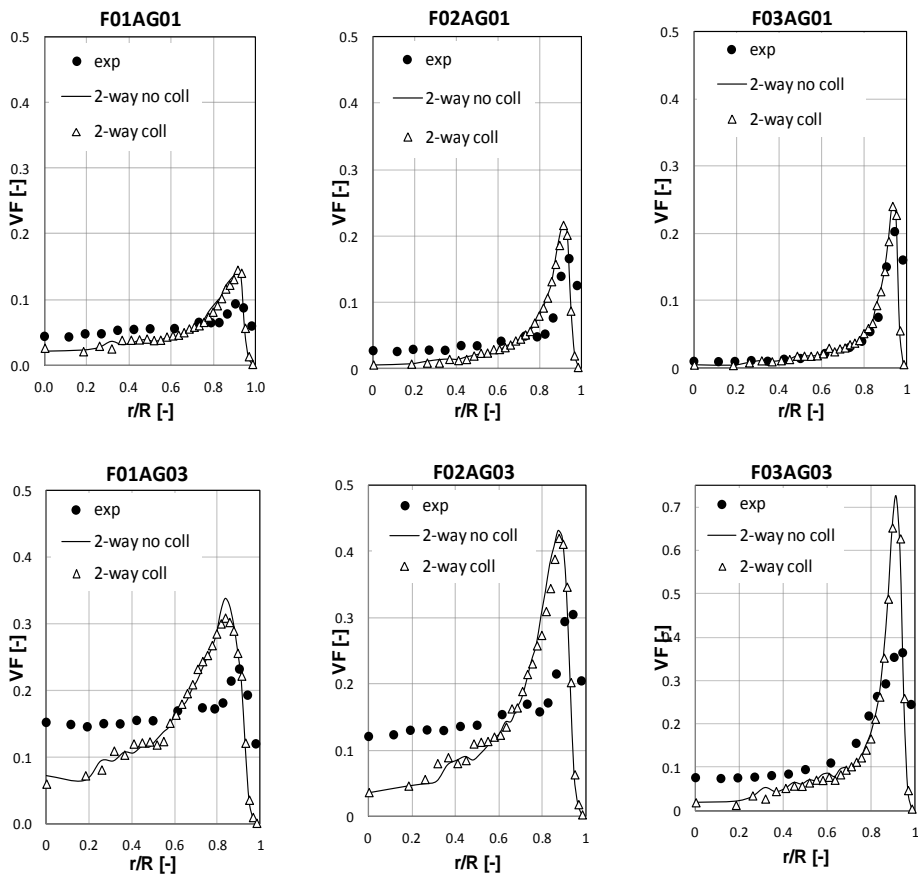 F01AG01
0.5
0.4
0.3
0.2
0.1
0.0
VF [-]
exp
2-way no coll
2-way coll
0.0 0.2 0.4 0.6 0.8 1.0
r/R [-]
F02AG01
0.5
0.4
0.3
0.2
0.1
0
VF [-]
exp
2-way no coll
2-way coll
0 0.2 0.4 0.6 0.8 1
r/R [-]
F03AG01
0.5
0.4
0.3
0.2
0.1
0
VF [-]
exp
2-way no coll
2-way coll
0 0.2 0.4 0.6 0.8 1
r/R [-]
F01AG03
0.5
0.4
0.3
0.2
0.1
0.0
VF [-]
exp
2-way no coll
2-way coll
0 0.2 0.4 0.6 0.8 1
r/R [-]
F02AG03
0.5
0.4
0.3
0.2
0.1
0
VF [-]
exp
2-way no coll
2-way coll
0 0.2 0.4 0.6 0.8 1
r/R [-]
F03AG03
0.7
0.6
0.5
0.4
0.3
0.2
0.1
0
VF [-]
exp
2-way no coll
2-way coll
0 0.2 0.4 0.6 0.8 1
r/R [-]